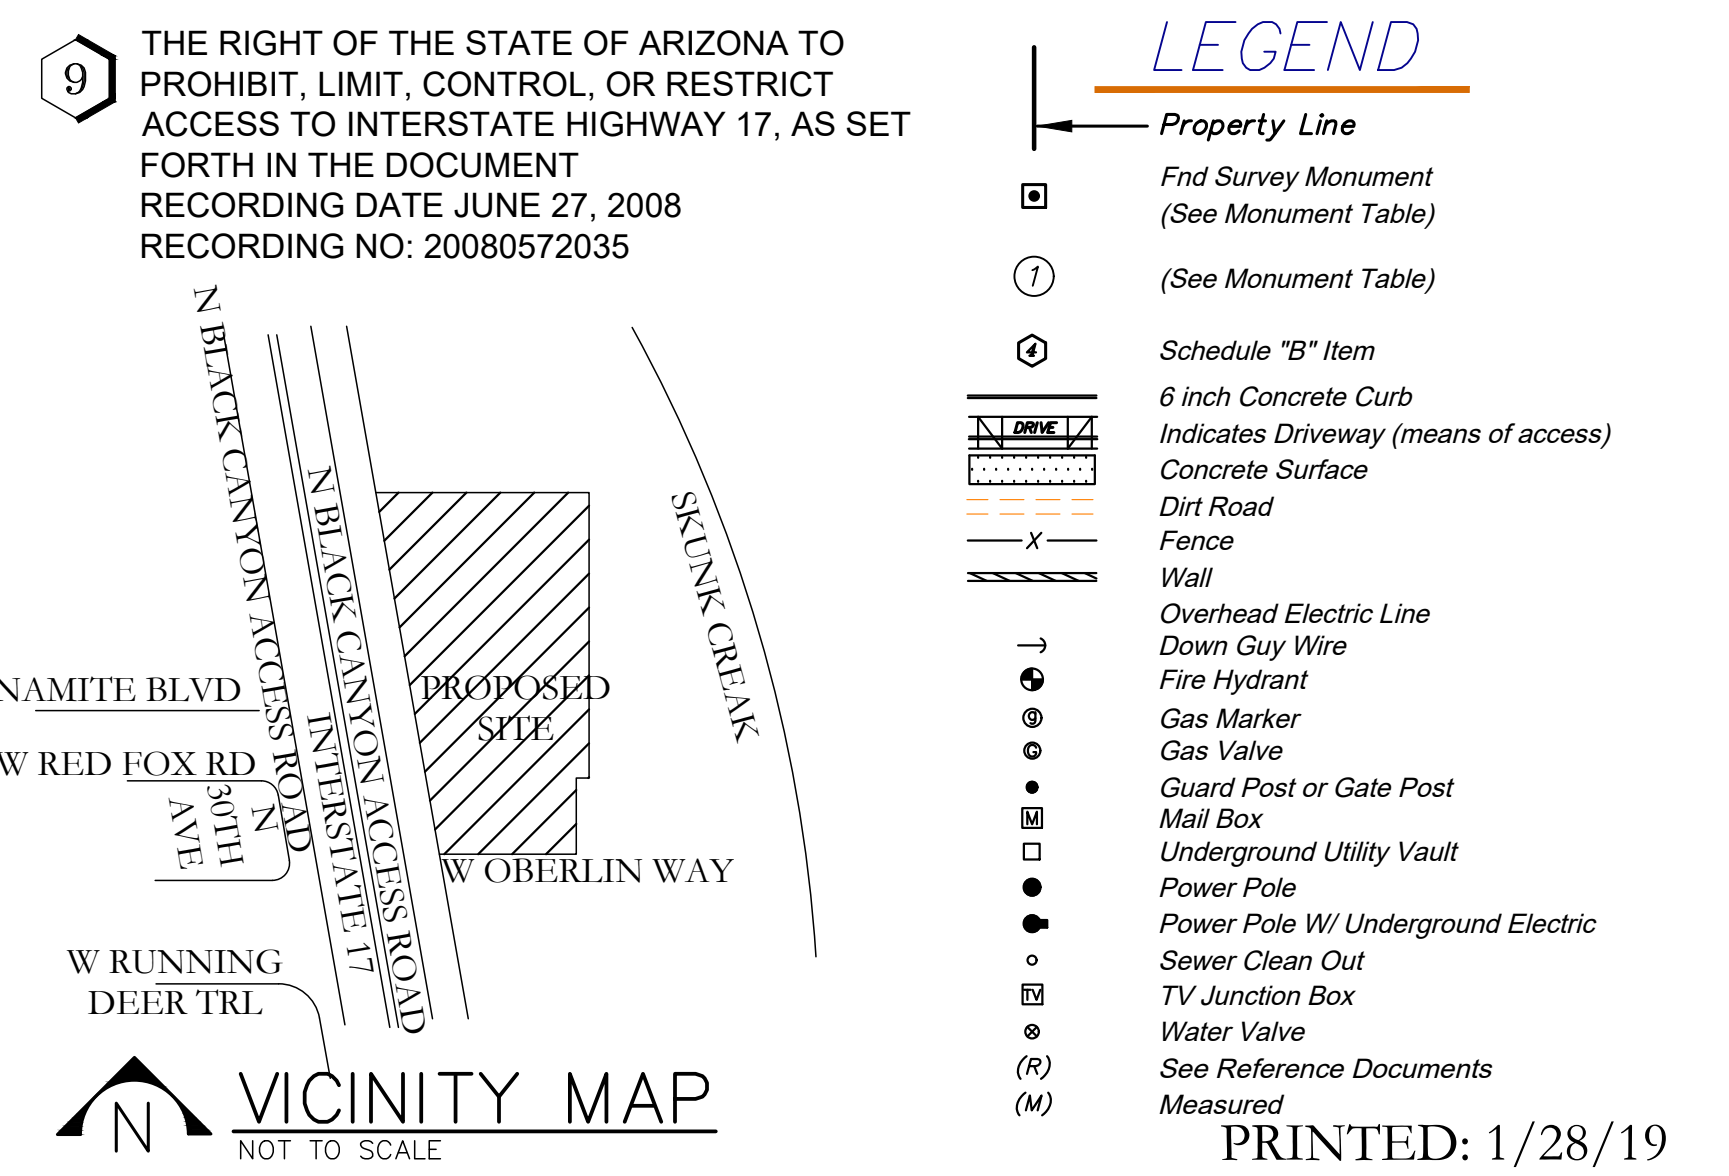 9
THE RIGHT OF THE STATE OF ARIZONA TO
PROHIBIT, LIMIT, CONTROL, OR RESTRICT
ACCESS TO INTERSTATE HIGHWAY 17, AS SET
FORTH IN THE DOCUMENT
RECORDING DATE JUNE 27, 2008
RECORDING NO: 20080572035
N BLACK CANYON ACCESS ROAD
N BLACK CANYON ACCESS ROAD
INTERSTATE 17
SKUNK CREAK
PROPOSED
SITE
NAMITE BLVD
W RED FOX RD
N
30TH
AVE
W OBERLIN WAY
W RUNNING
DEER TRL
N
VICINITY MAP
NOT TO SCALE
LEGEND
Property Line
Fnd Survey Monument
(See Monument Table)
1 (See Monument Table)
4 Schedule "B" Item
6 inch Concrete Curb
DRIVE Indicates Driveway (means of access)
Concrete Surface
Dirt Road
X Fence
Wall
Overhead Electric Line
Down Guy Wire
Fire Hydrant
g Gas Marker
G Gas Valve
Guard Post or Gate Post
M Mail Box
Underground Utility Vault
Power Pole
Power Pole W/ Underground Electric
Sewer Clean Out
TV TV Junction Box
Water Valve
(R) See Reference Documents
(M) Measured
PRINTED: 1/28/19